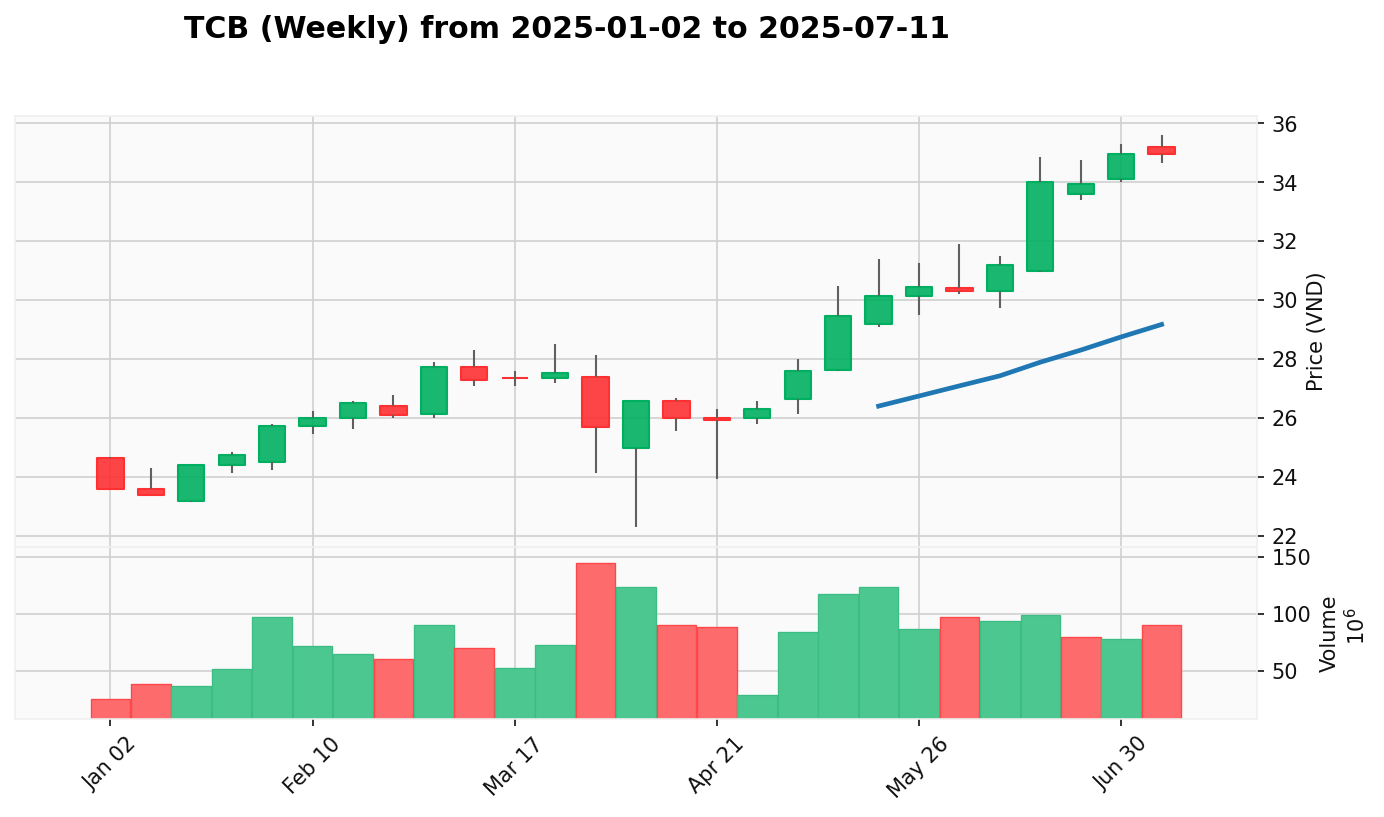 TCB (Weekly) from 2025-01-02 to 2025-07-11
36
34
32
30
28
26
24
22
Price (VND)
150
100
50
Volume
10⁶
Jan 02
Feb 10
Mar 17
Apr 21
May 26
Jun 30